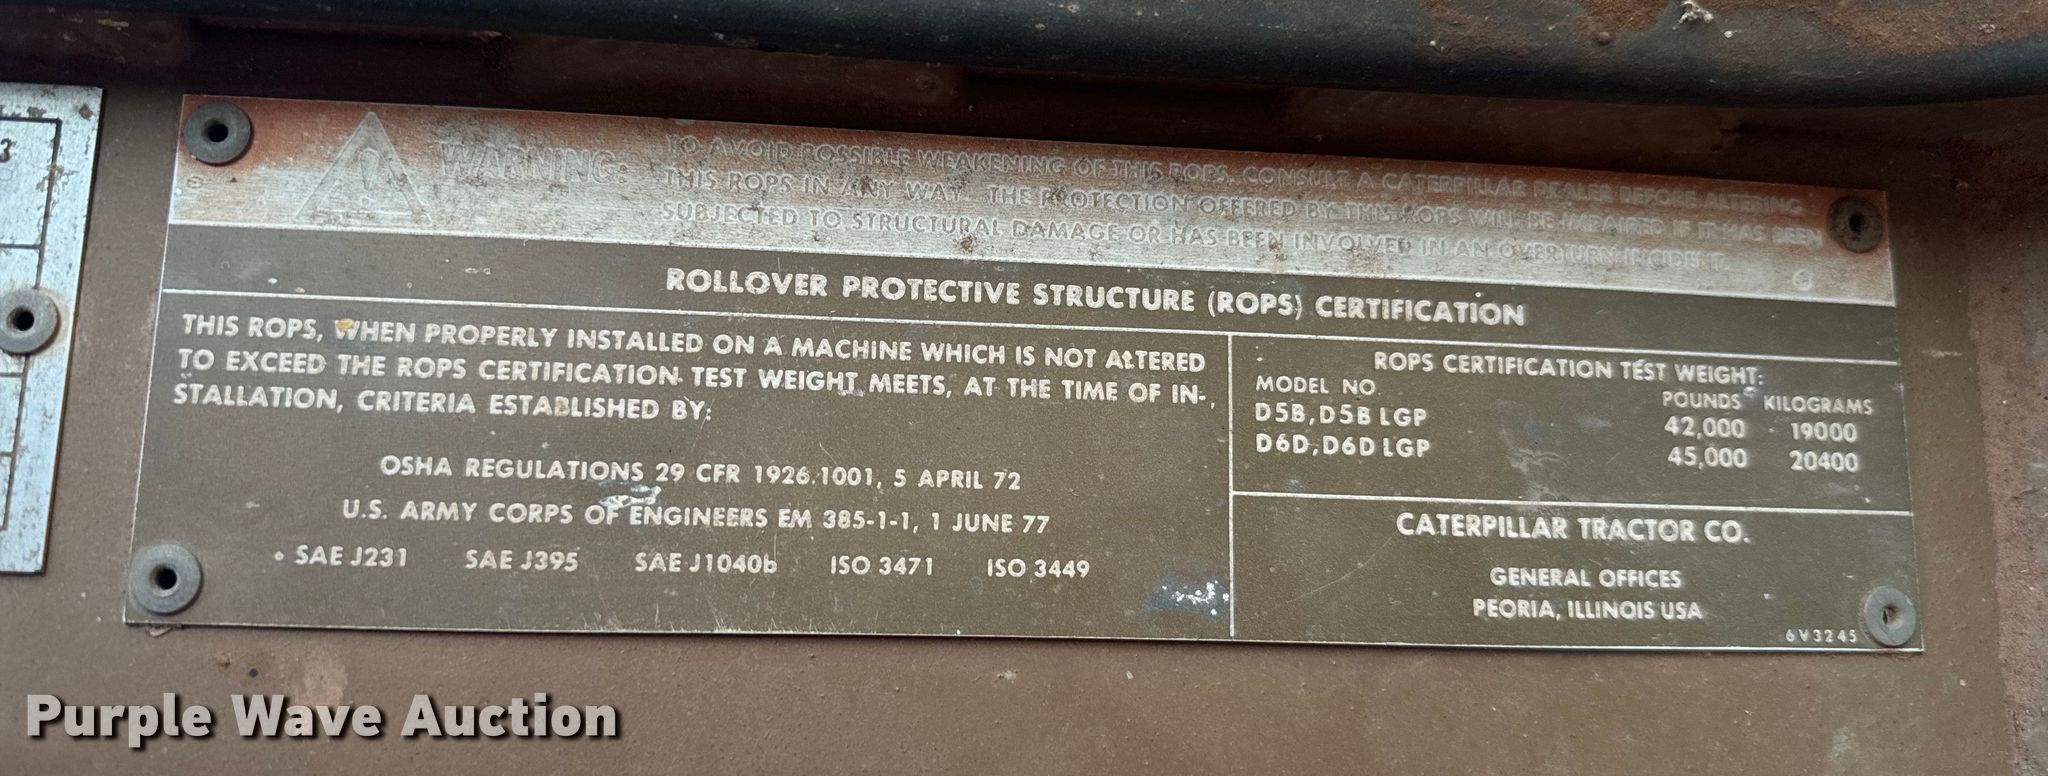 3
WARNING: TO AVOID POSSIBLE WEAKENING OF THIS ROPS, CONSULT A CATERPILLAR DEALER BEFORE ALTERING
THIS ROPS IN ANY WAY. THE PROTECTION OFFERED BY THIS ROPS WILL BE IMPAIRED IF IT HAS BEEN
SUBJECTED TO STRUCTURAL DAMAGE OR HAS BEEN INVOLVED IN AN OVERTURN INCIDENT.
ROLLOVER PROTECTIVE STRUCTURE (ROPS) CERTIFICATION
THIS ROPS, WHEN PROPERLY INSTALLED ON A MACHINE WHICH IS NOT ALTERED
TO EXCEED THE ROPS CERTIFICATION TEST WEIGHT MEETS, AT THE TIME OF IN-
STALLATION, CRITERIA ESTABLISHED BY:
OSHA REGULATIONS 29 CFR 1926.1001, 5 APRIL 72
U.S. ARMY CORPS OF ENGINEERS EM 385-1-1, 1 JUNE 77
SAE J231 SAE J395 SAE J1040b ISO 3471 ISO 3449
ROPS CERTIFICATION TEST WEIGHT:
MODEL NO POUNDS KILOGRAMS
D5B, D5B LGP 42,000 19000
D6D, D6D LGP 45,000 20400
CATERPILLAR TRACTOR CO.
GENERAL OFFICES
PEORIA, ILLINOIS USA
6V3245
Purple Wave Auction